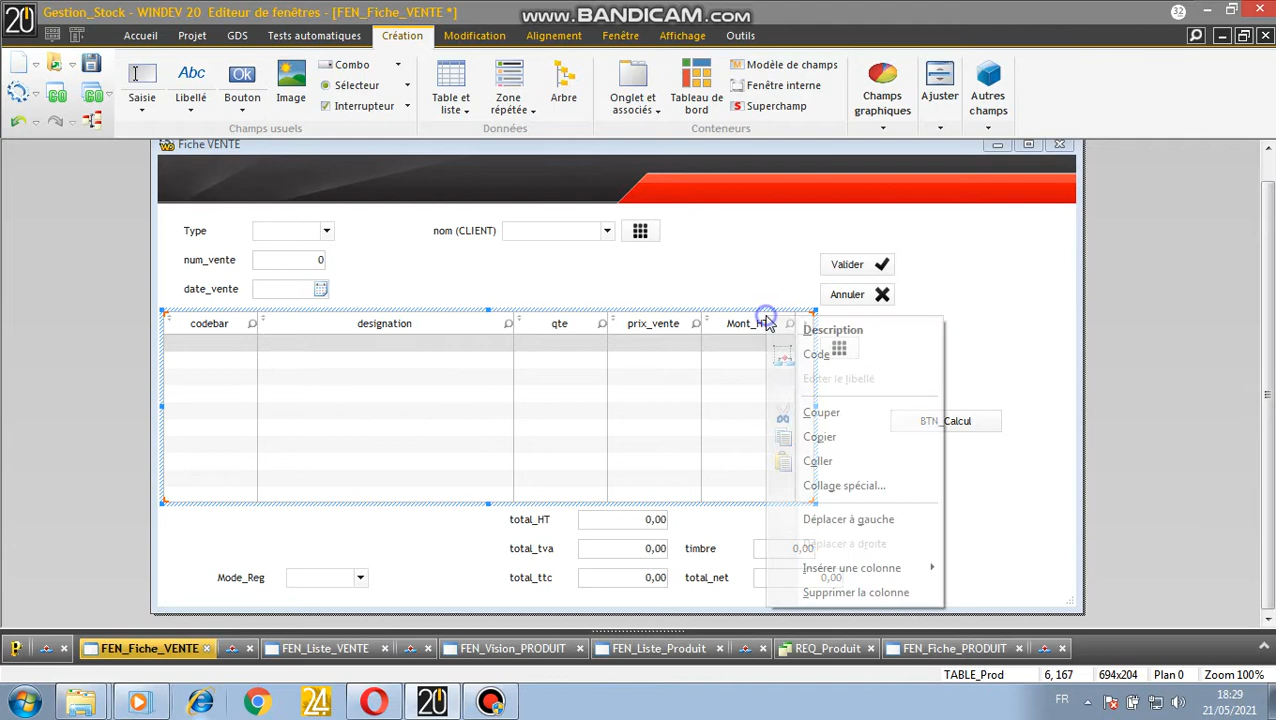 Gestion_Stock - WINDEV 20 Editeur de fenêtres - [FEN_Fiche_VENTE *]
www.BANDICAM.com
32
20
Accueil Projet GDS Tests automatiques Création Modification Alignement Fenêtre Affichage Outils
Saisie
Abc
Libellé
Ok
Bouton
Image
Combo
Sélecteur
Interrupteur
Champs usuels
Table et liste
Zone répétée
Arbre
Données
Onglet et associés
Tableau de bord
Modèle de champs
Fenêtre interne
Superchamp
Conteneurs
Champs graphiques
Ajuster
Autres champs
Fiche VENTE
Type
nom (CLIENT)
num_vente 0
date_vente
Valider
Annuler
codebar designation qte prix_vente
BTN_Calcul
Description
Code
Editer le libellé
Couper
Copier
Coller
Collage spécial...
Déplacer à gauche
Déplacer à droite
Insérer une colonne
Supprimer la colonne
total_HT 0,00
total_tva 0,00 timbre 0,00
Mode_Reg total_ttc 0,00 total_net 0,00
FEN_Fiche_VENTE FEN_Liste_VENTE FEN_Vision_PRODUIT FEN_Liste_Produit REQ_Produit FEN_Fiche_PRODUIT
TABLE_Prod 6, 167 694x204 Plan 0 Zoom 100%
24
20
FR
18:29
21/05/2021